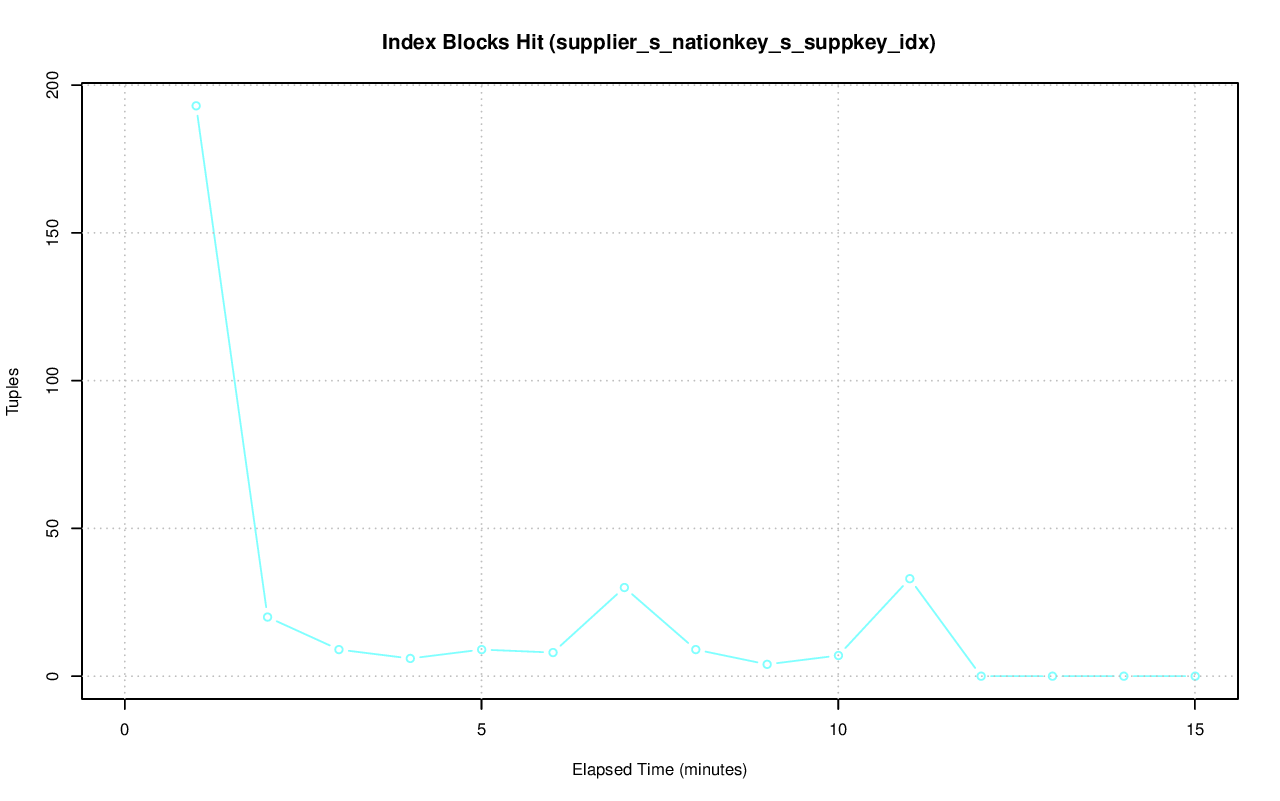 Index Blocks Hit (supplier_s_nationkey_s_suppkey_idx)
200
150
100
50
0
Tuples
0 5 10 15
Elapsed Time (minutes)